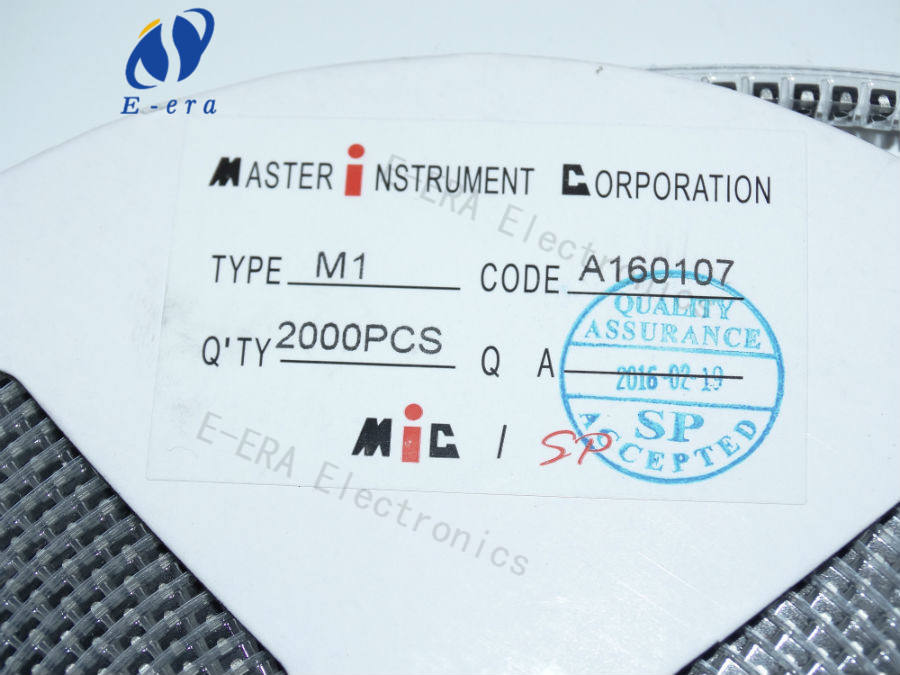 E-era
MASTER iNSTRUMENT CORPORATION
E-ERA Electronics
TYPE M1 CODE A160107
Q'TY 2000PCS Q A
QUALITY
ASSURANCE
2016-02-19
SP
ACCEPTED
MiC / SP
E-ERA Electronics